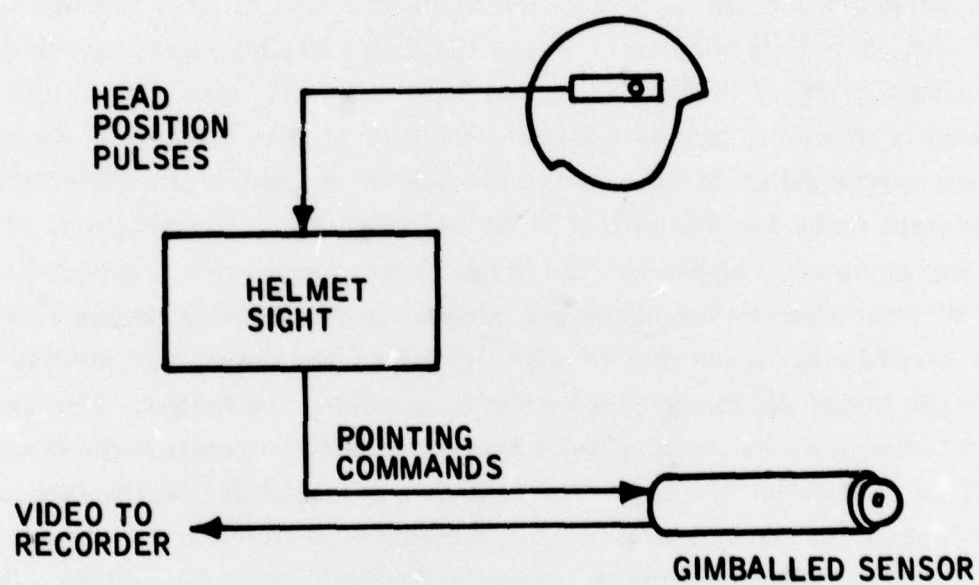 HEAD
POSITION
PULSES
HELMET
SIGHT
POINTING
COMMANDS
VIDEO TO
RECORDER
GIMBALLED SENSOR